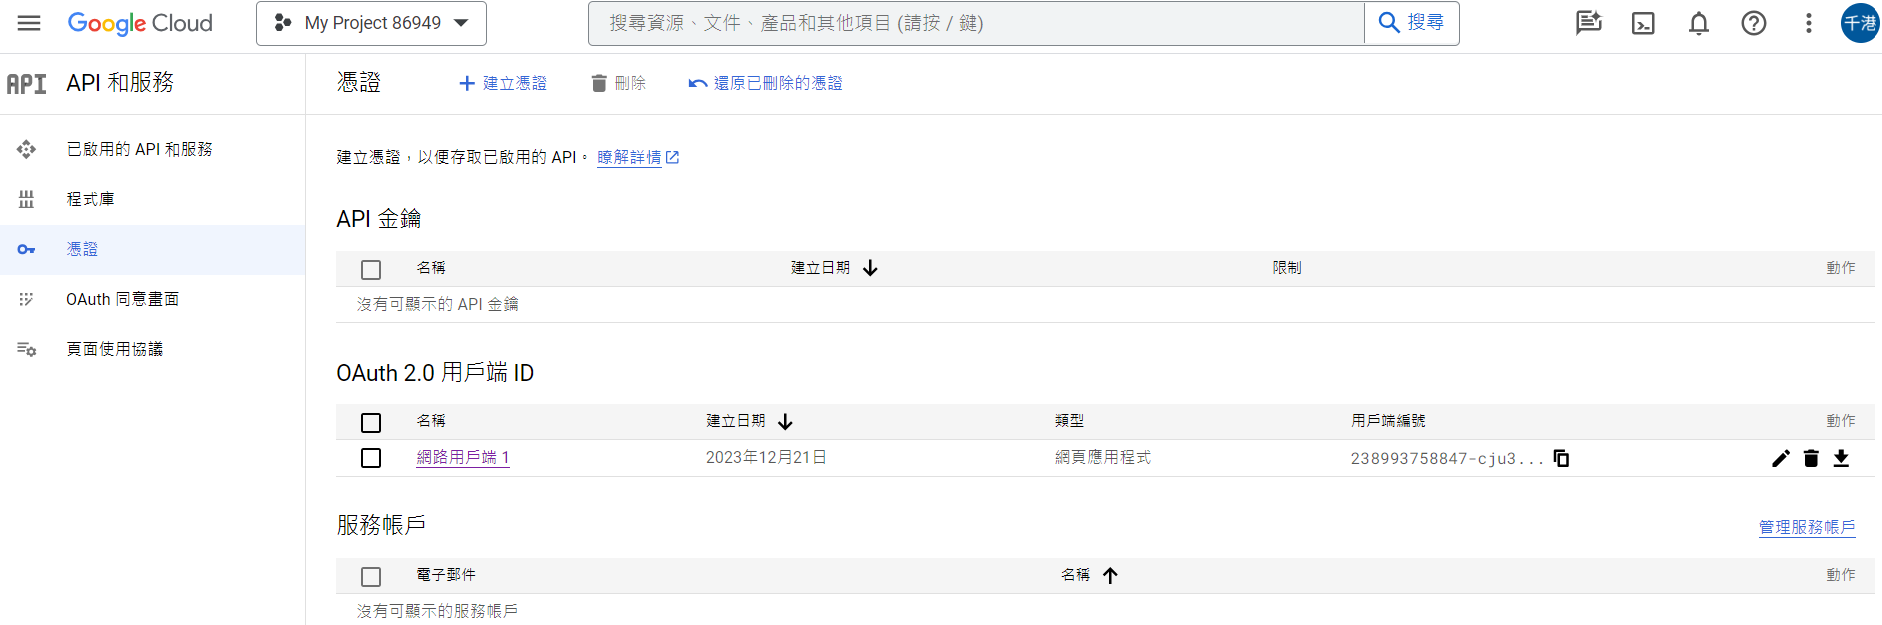 Google Cloud My Project 86949 搜尋資源、文件、產品和其他項目 (請按 / 鍵) 搜尋 千港
API API 和服務 憑證 建立憑證 刪除 還原已刪除的憑證
已啟用的 API 和服務
程式庫
憑證
OAuth 同意畫面
頁面使用協議
建立憑證，以便存取已啟用的 API。 瞭解詳情
API 金鑰
名稱 建立日期 限制 動作
沒有可顯示的 API 金鑰
OAuth 2.0 用戶端 ID
名稱 建立日期 類型 用戶端編號 動作
網路用戶端 1 2023年12月21日 網頁應用程式 238993758847-cju3...
服務帳戶 管理服務帳戶
電子郵件 名稱 動作
沒有可顯示的服務帳戶